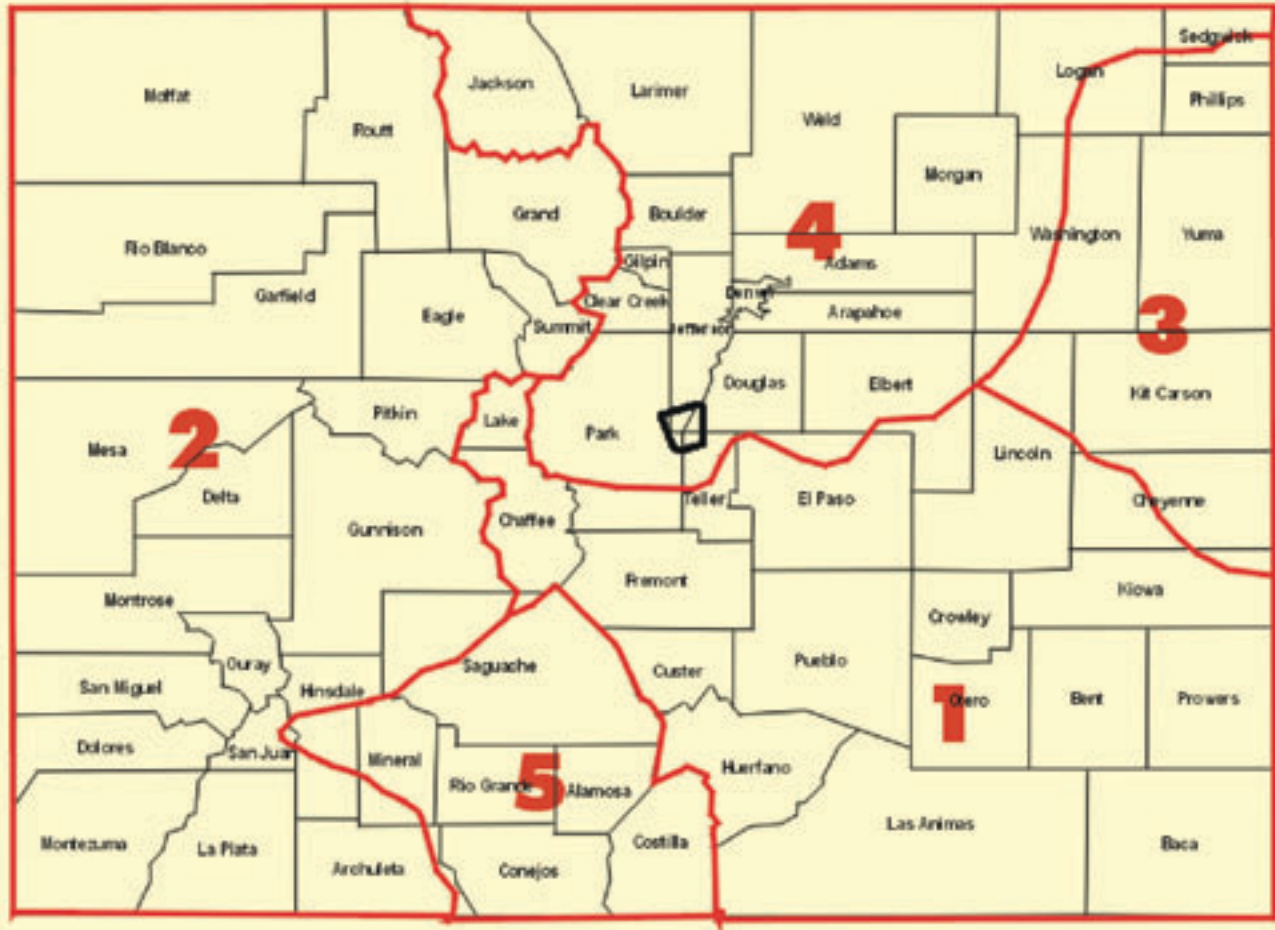 Sedgwick
Jackson
Logan
Larimer
Moffat
Phillips
Weld
Routt
Morgan
Grand
Boulder
4
Washington
Yuma
Rio Blanco
Gilpin
Adams
Garfield
Denver
Clear Creek
Eagle
Summit
Jefferson
Arapahoe
3
Douglas
Elbert
Kit Carson
Pitkin
Lake
Park
2
Mesa
Lincoln
Delta
Teller
El Paso
Cheyenne
Gunnison
Chaffee
Fremont
Kiowa
Montrose
Crowley
Ouray
Saguache
Custer
Pueblo
San Miguel
Hinsdale
1
Otero
Bent
Prowers
Dolores
San Juan
Mineral
Huerfano
Rio Grande
5
Alamosa
Las Animas
Montezuma
La Plata
Costilla
Baca
Archuleta
Conejos